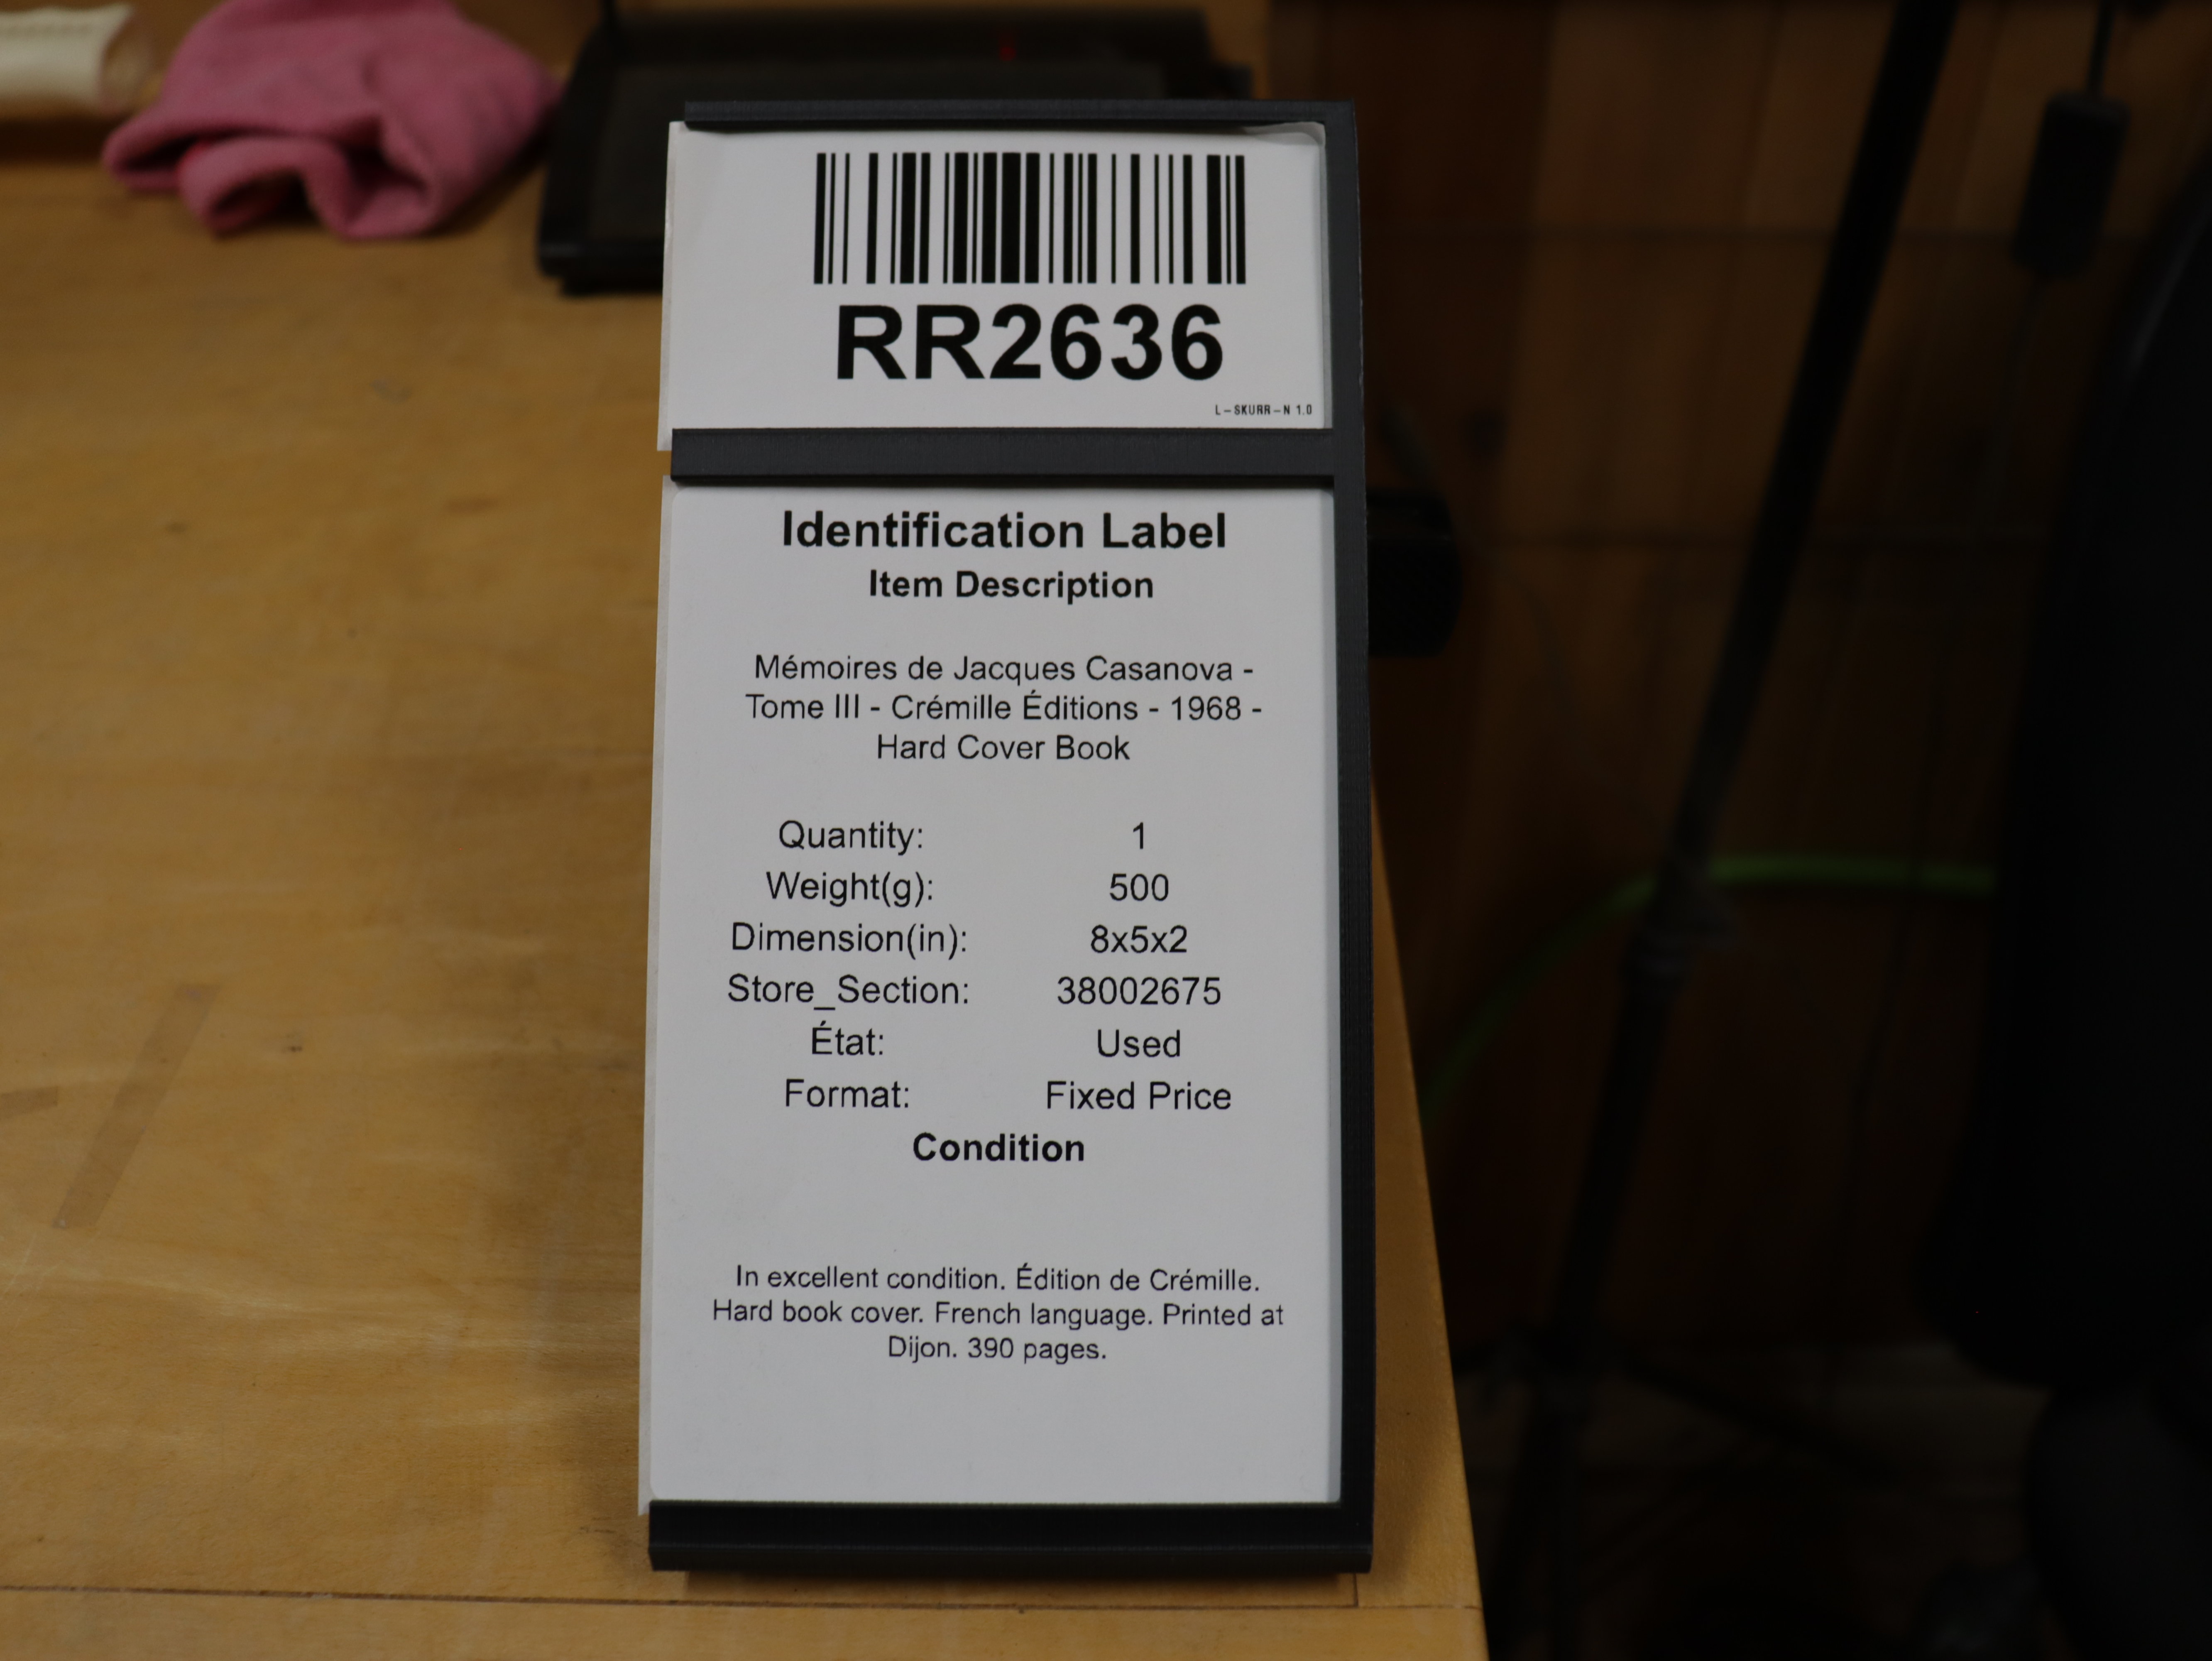 RR2636
L-SKURR-N 1.0
Identification Label
Item Description
Mémoires de Jacques Casanova -
Tome III - Crémille Éditions - 1968 -
Hard Cover Book
Quantity: 1
Weight(g): 500
Dimension(in): 8x5x2
Store_Section: 38002675
État: Used
Format: Fixed Price
Condition
In excellent condition. Édition de Crémille.
Hard book cover. French language. Printed at
Dijon. 390 pages.